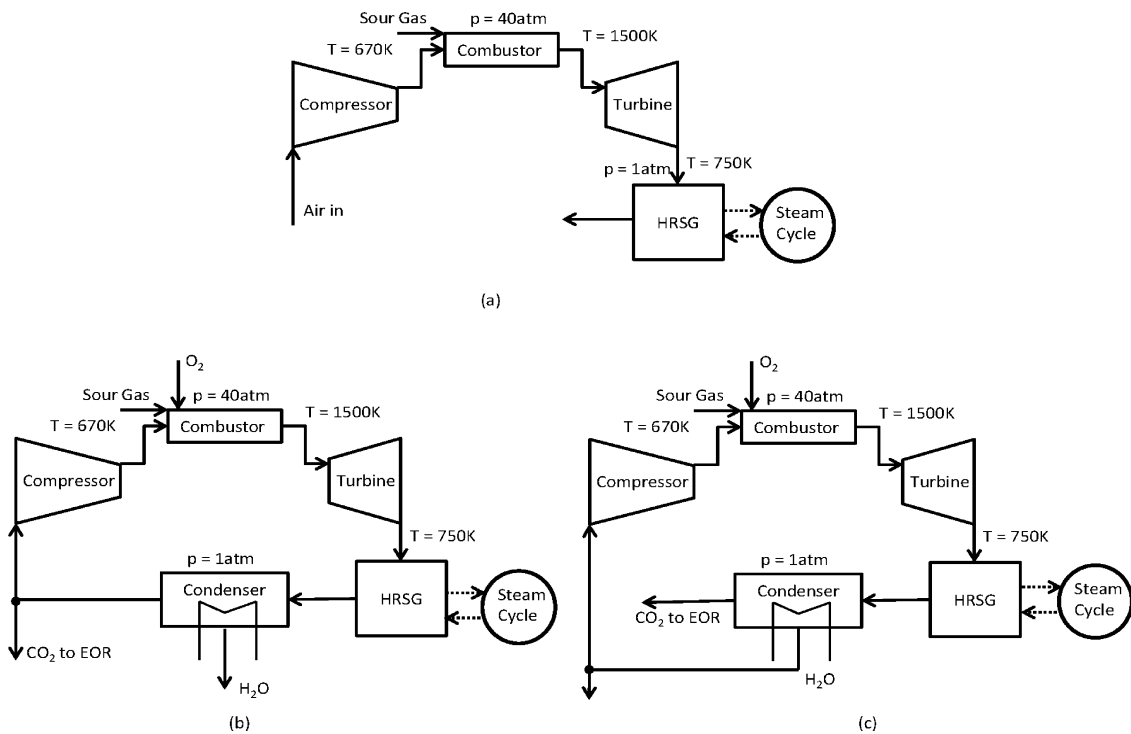 Sour Gas
p = 40atm
T = 670K
Combustor
T = 1500K
Compressor
Turbine
p = 1atm
T = 750K
Air in
HRSG
Steam
Cycle
(a)
O2
Sour Gas
p = 40atm
T = 670K
Combustor
T = 1500K
Compressor
Turbine
T = 750K
p = 1atm
Condenser
HRSG
Steam
Cycle
CO2 to EOR
H2O
(b)
O2
Sour Gas
p = 40atm
T = 670K
Combustor
T = 1500K
Compressor
Turbine
T = 750K
p = 1atm
Condenser
HRSG
Steam
Cycle
CO2 to EOR
H2O
(c)